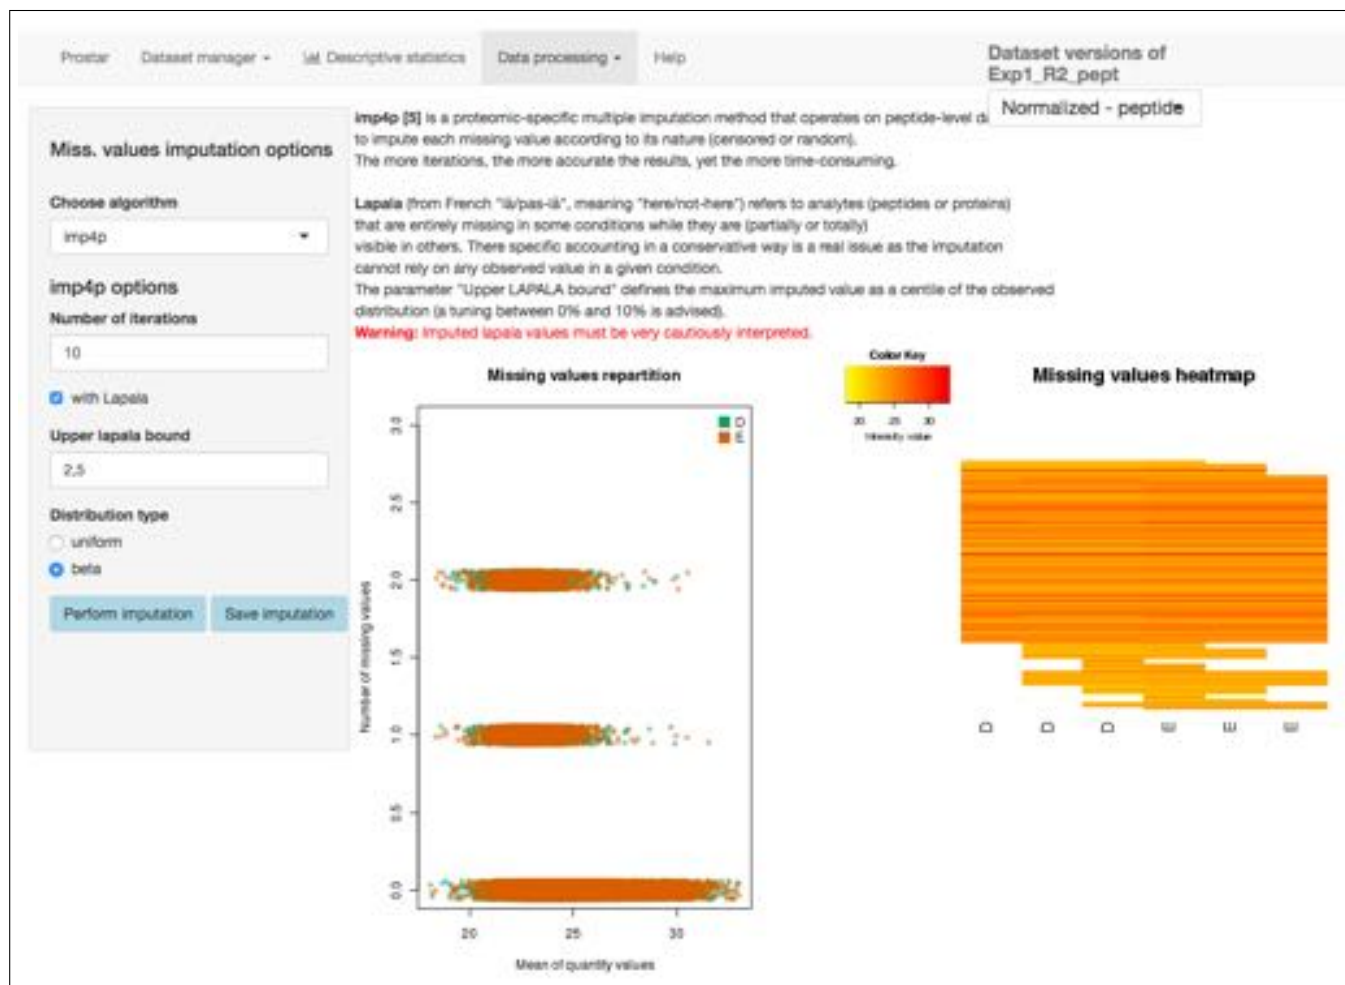 Prostar Dataset manager Descriptive statistics Data processing Help
Dataset versions of
Exp1_R2_pept
Normalized - peptide
Miss. values imputation options
Choose algorithm
imp4p
imp4p options
Number of iterations
10
with Lapala
Upper lapala bound
2,5
Distribution type
uniform
beta
Perform imputation Save imputation
imp4p [5] is a proteomic-specific multiple imputation method that operates on peptide-level d
to impute each missing value according to its nature (censored or random).
The more iterations, the more accurate the results, yet the more time-consuming.
Lapala (from French "là/pas-là", meaning "here/not-here") refers to analytes (peptides or proteins)
that are entirely missing in some conditions while they are (partially or totally)
visible in others. There specific accounting in a conservative way is a real issue as the imputation
cannot rely on any observed value in a given condition.
The parameter "Upper LAPALA bound" defines the maximum imputed value as a centile of the observed
distribution (a tuning between 0% and 10% is advised).
Warning: Imputed lapala values must be very cautiously interpreted.
Missing values repartition
D
E
3.0
2.5
2.0
1.5
1.0
0.5
0.0
Number of missing values
20 25 30
Mean of quantity values
Color Key
20 25 30
Intensity value
Missing values heatmap
D D D E E E